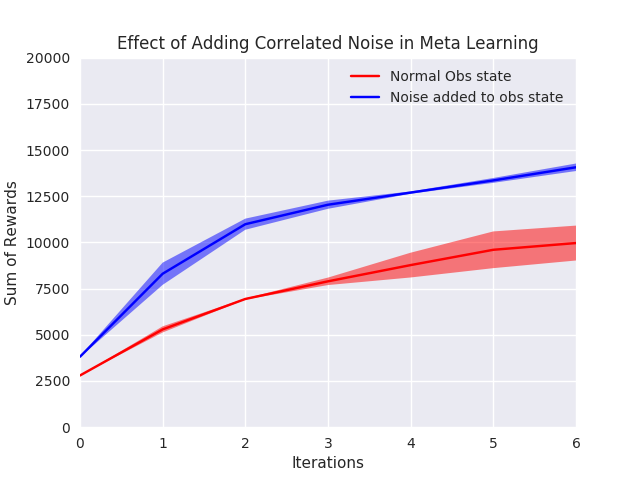 Effect of Adding Correlated Noise in Meta Learning
20000
17500
15000
12500
10000
7500
5000
2500
0
Sum of Rewards
Normal Obs state
Noise added to obs state
0 1 2 3 4 5 6
Iterations